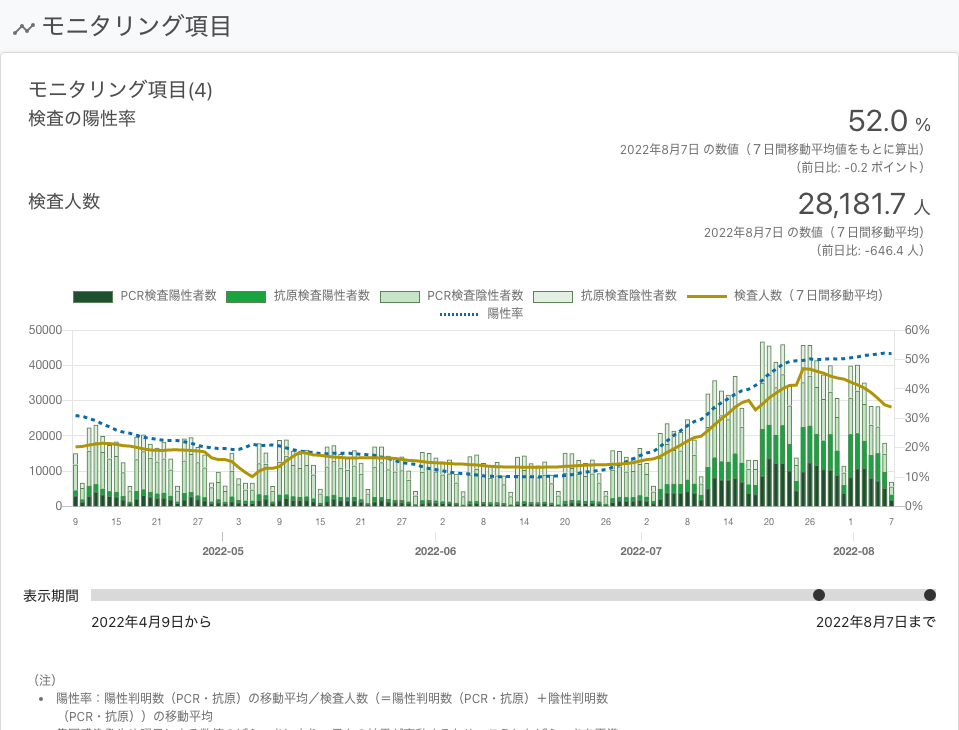 モニタリング項目
モニタリング項目(4)
検査の陽性率
52.0 %
2022年8月7日 の数値（７日間移動平均値をもとに算出）
（前日比: -0.2 ポイント）
検査人数
28,181.7 人
2022年8月7日 の数値（７日間移動平均）
（前日比: -646.4 人）
PCR検査陽性者数 抗原検査陽性者数 PCR検査陰性者数 抗原検査陰性者数 検査人数（７日間移動平均）
陽性率
50000 60%
50%
40000
40%
30000
30%
20000
20%
10000
10%
0 0%
9 15 21 27 3 9 15 21 27 2 8 14 20 26 2 8 14 20 26 1 7
2022-05 2022-06 2022-07 2022-08
表示期間
2022年4月9日から 2022年8月7日まで
（注）
• 陽性率：陽性判明数（PCR・抗原）の移動平均／検査人数（＝陽性判明数（PCR・抗原）＋陰性判明数
（PCR・抗原））の移動平均